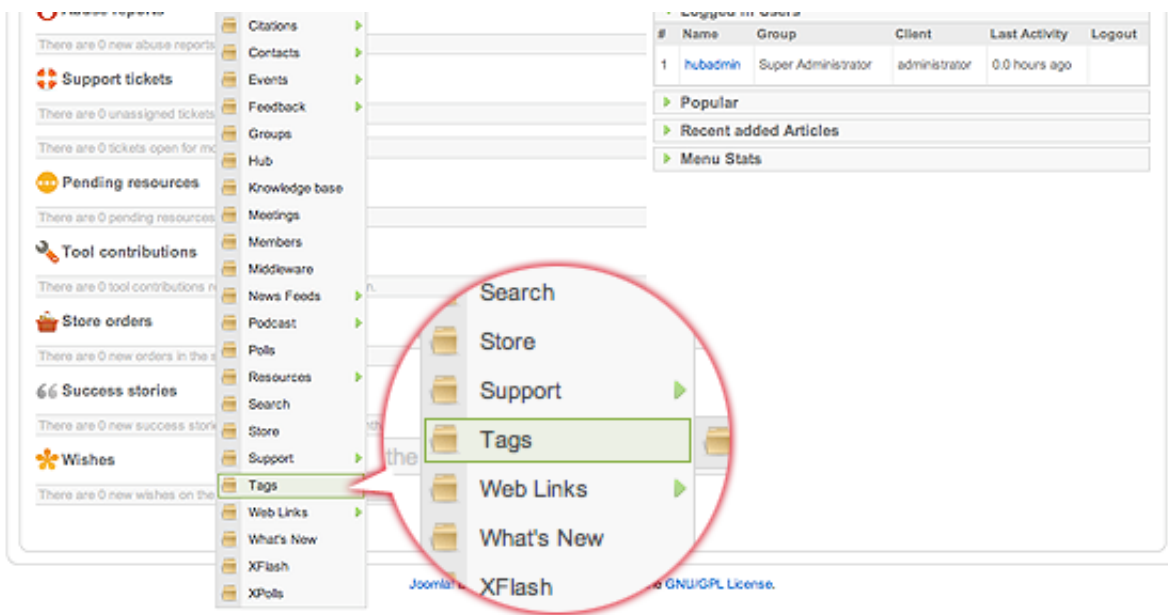 Abuse reports
There are 0 new abuse reports
Support tickets
There are 0 unassigned tickets
There are 0 tickets open for mo
Pending resources
There are 0 pending resources
Tool contributions
There are 0 tool contributions
Store orders
There are 0 new orders in the
Success stories
There are 0 new success
Wishes
There are 0 new wishes on the
Citations
Contacts
Events
Feedback
Groups
Hub
Knowledge base
Meetings
Members
Middleware
News Feeds
Podcast
Polls
Resources
Search
Store
Support
Tags
Web Links
What's New
XFlash
XPolls
the
Search
Store
Support
Tags
Web Links
What's New
XFlash
Logged in Users
# Name Group Client Last Activity Logout
1 hubadmin Super Administrator administrator 0.0 hours ago
Popular
Recent added Articles
Menu Stats
Joomla!
GNU/GPL License.